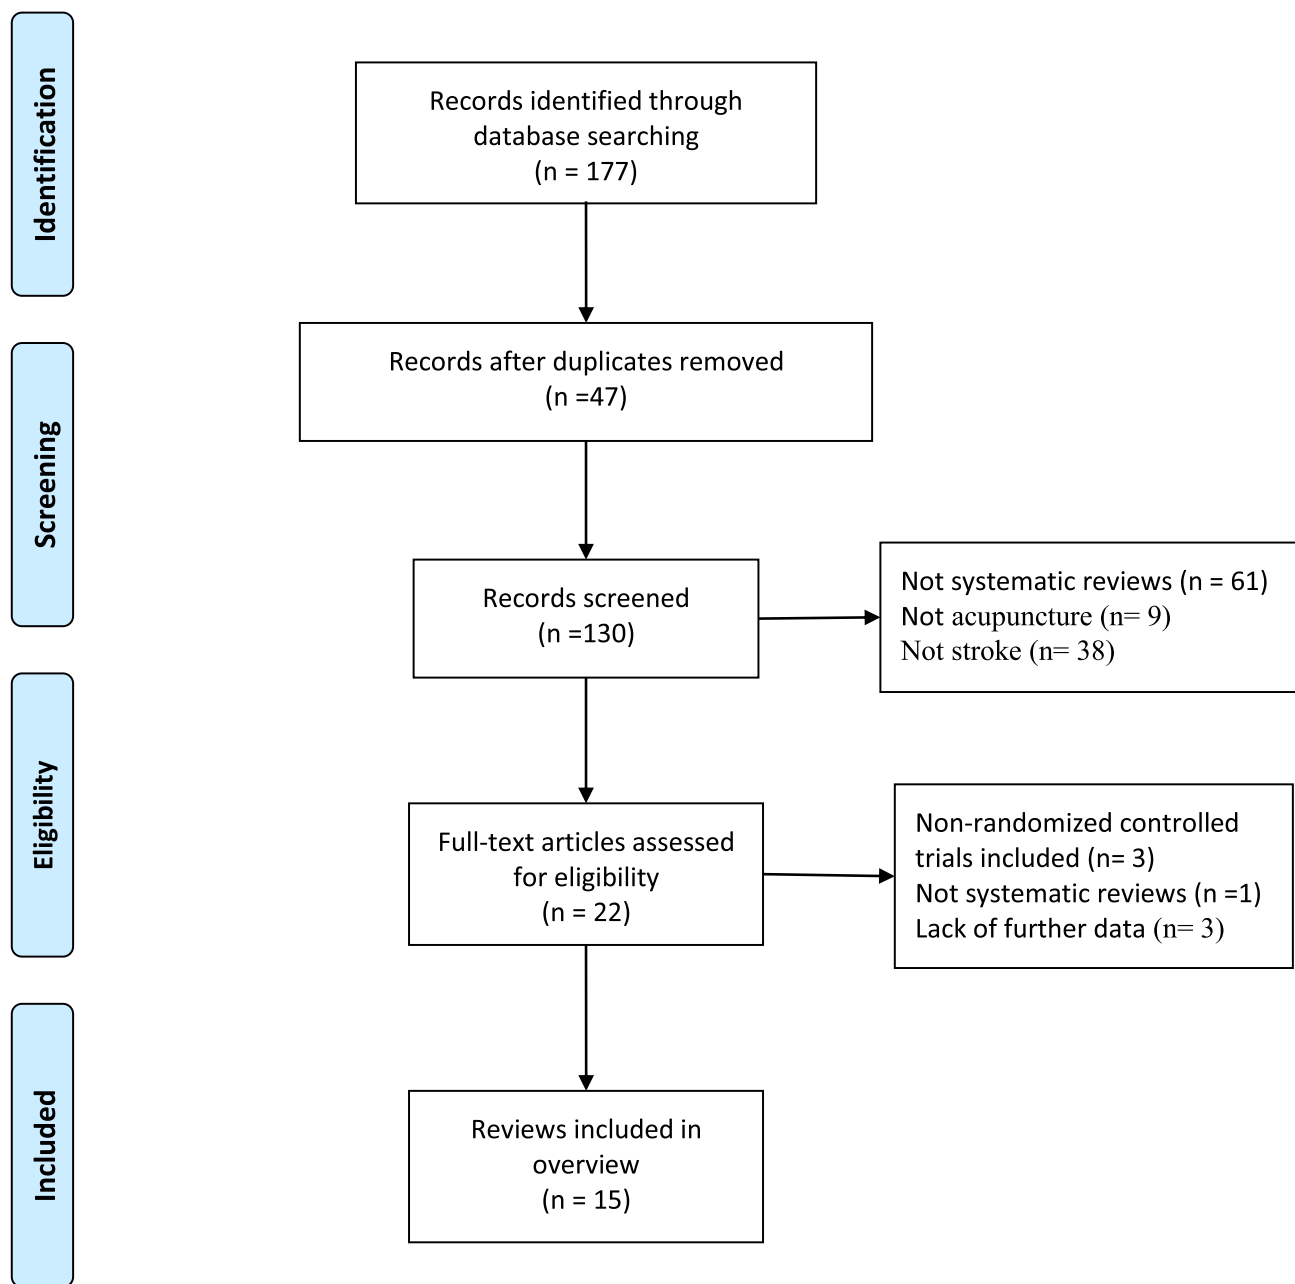 Identification
Records identified through
database searching
(n = 177)
Records after duplicates removed
(n =47)
Screening
Records screened
(n =130)
Not systematic reviews (n = 61)
Not acupuncture (n= 9)
Not stroke (n= 38)
Eligibility
Full-text articles assessed
for eligibility
(n = 22)
Non-randomized controlled
trials included (n= 3)
Not systematic reviews (n =1)
Lack of further data (n= 3)
Included
Reviews included in
overview
(n = 15)